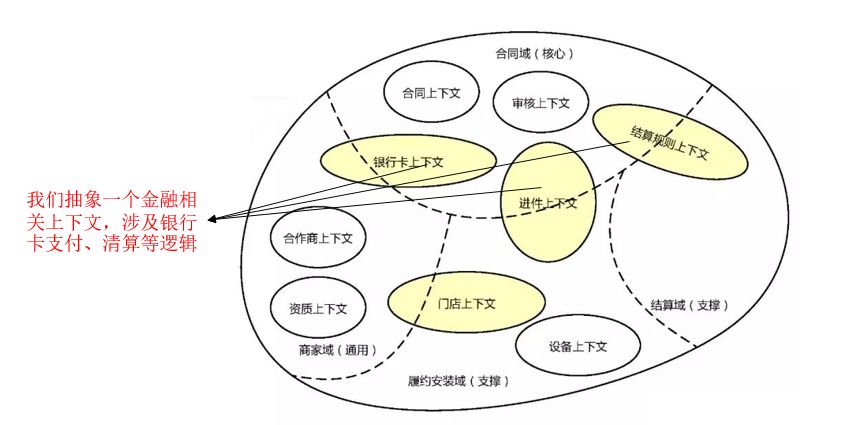 合同域（核心）
合同上下文
审核上下文
结算规则上下文
银行卡上下文
进件上下文
我们抽象一个金融相
关上下文，涉及银行
卡支付、清算等逻辑
合作商上下文
资质上下文
门店上下文
结算域（支撑）
商家域（通用）
设备上下文
履约安装域（支撑）